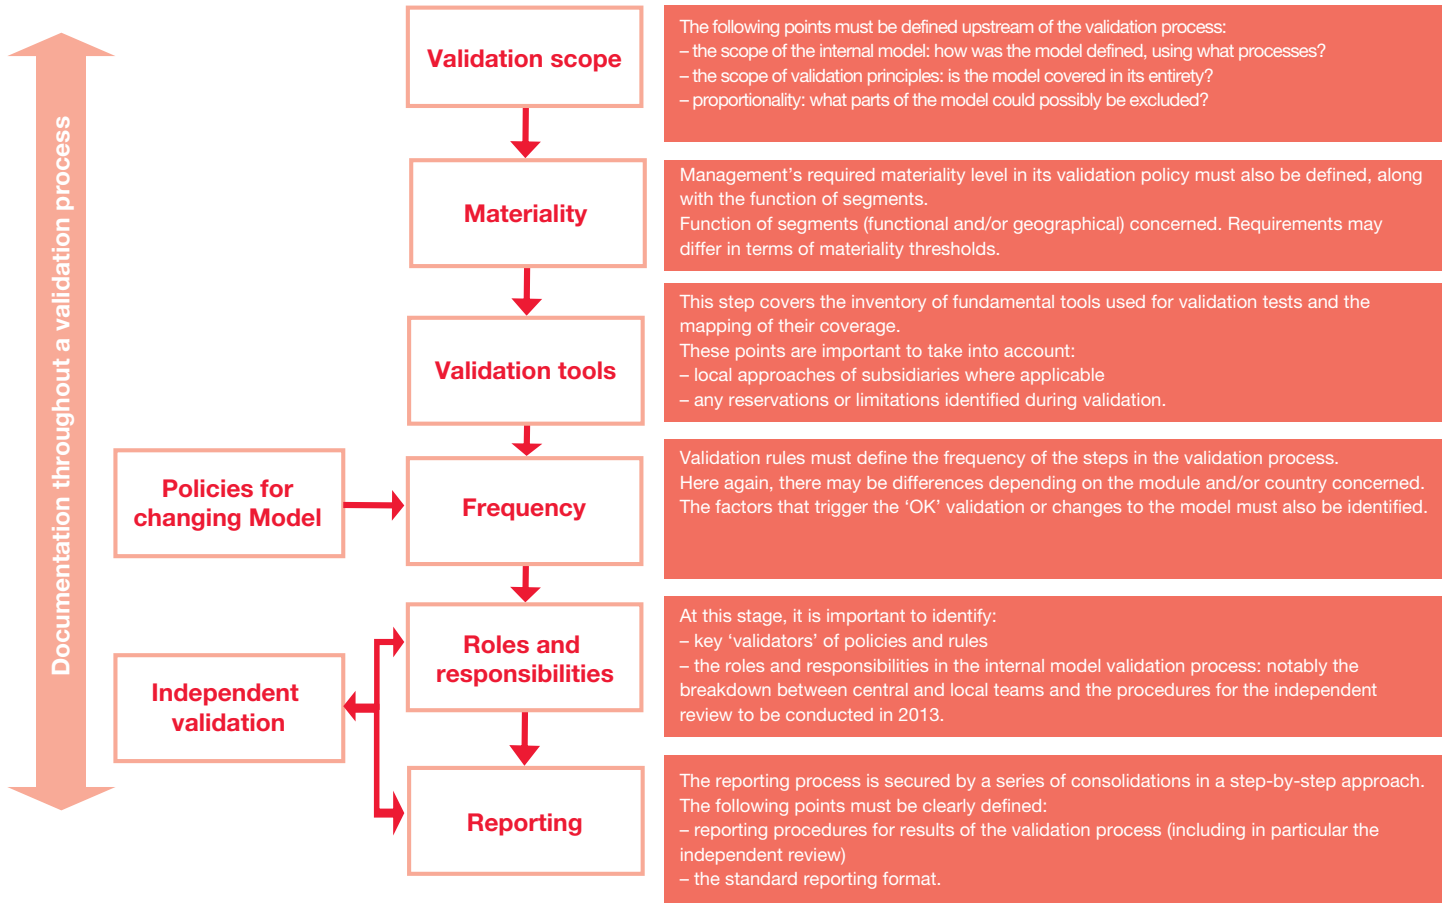 Documentation throughout a validation process
Validation scope
The following points must be defined upstream of the validation process:
– the scope of the internal model: how was the model defined, using what processes?
– the scope of validation principles: is the model covered in its entirety?
– proportionality: what parts of the model could possibly be excluded?
Materiality
Management's required materiality level in its validation policy must also be defined, along
with the function of segments.
Function of segments (functional and/or geographical) concerned. Requirements may
differ in terms of materiality thresholds.
Validation tools
This step covers the inventory of fundamental tools used for validation tests and the
mapping of their coverage.
These points are important to take into account:
– local approaches of subsidiaries where applicable
– any reservations or limitations identified during validation.
Policies for
changing Model
Frequency
Validation rules must define the frequency of the steps in the validation process.
Here again, there may be differences depending on the module and/or country concerned.
The factors that trigger the ‘OK’ validation or changes to the model must also be identified.
Roles and
responsibilities
At this stage, it is important to identify:
– key ‘validators’ of policies and rules
– the roles and responsibilities in the internal model validation process: notably the
breakdown between central and local teams and the procedures for the independent
review to be conducted in 2013.
Independent
validation
Reporting
The reporting process is secured by a series of consolidations in a step-by-step approach.
The following points must be clearly defined:
– reporting procedures for results of the validation process (including in particular the
independent review)
– the standard reporting format.